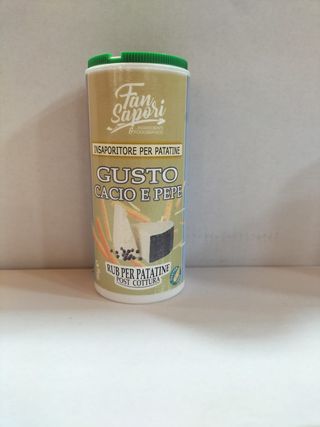 Fan
Sapori
INSAPORITORE PER PATATINE
GUSTO
CACIO E PEPE
RUB PER PATATINE
POST COTTURA